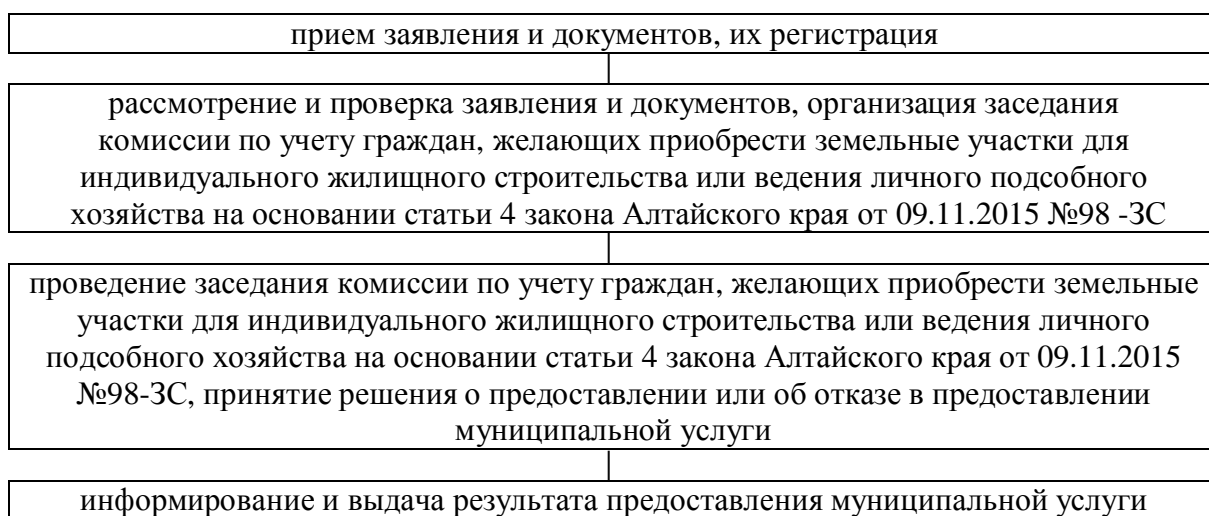 прием заявления и документов, их регистрация
рассмотрение и проверка заявления и документов, организация заседания
комиссии по учету граждан, желающих приобрести земельные участки для
индивидуального жилищного строительства или ведения личного подсобного
хозяйства на основании статьи 4 закона Алтайского края от 09.11.2015 №98 -ЗС
проведение заседания комиссии по учету граждан, желающих приобрести земельные
участки для индивидуального жилищного строительства или ведения личного
подсобного хозяйства на основании статьи 4 закона Алтайского края от 09.11.2015
№98-ЗС, принятие решения о предоставлении или об отказе в предоставлении
муниципальной услуги
информирование и выдача результата предоставления муниципальной услуги